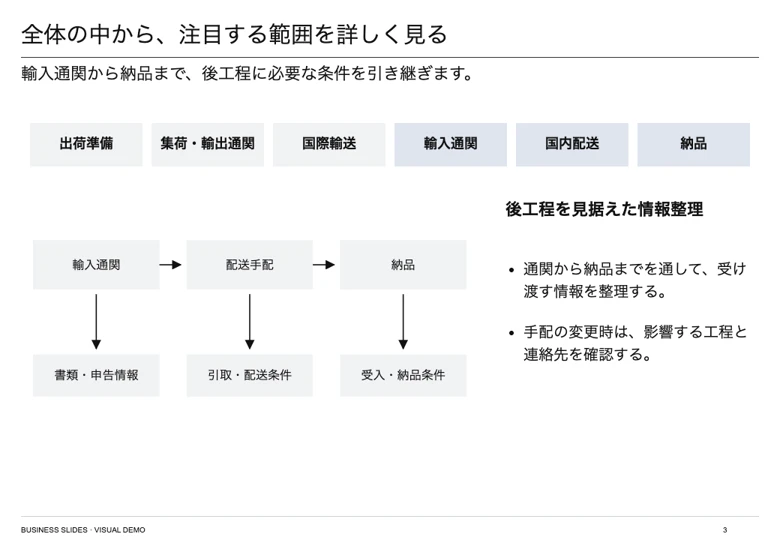 全体の中から、注目する範囲を詳しく見る
輸入通関から納品まで、後工程に必要な条件を引き継ぎます。
出荷準備
集荷・輸出通関
国際輸送
輸入通関
国内配送
納品
後工程を見据えた情報整理
輸入通関
配送手配
納品
書類・申告情報
引取・配送条件
受入・納品条件
• 通関から納品までを通して、受け
渡す情報を整理する。
• 手配の変更時は、影響する工程と
連絡先を確認する。
BUSINESS SLIDES · VISUAL DEMO
3